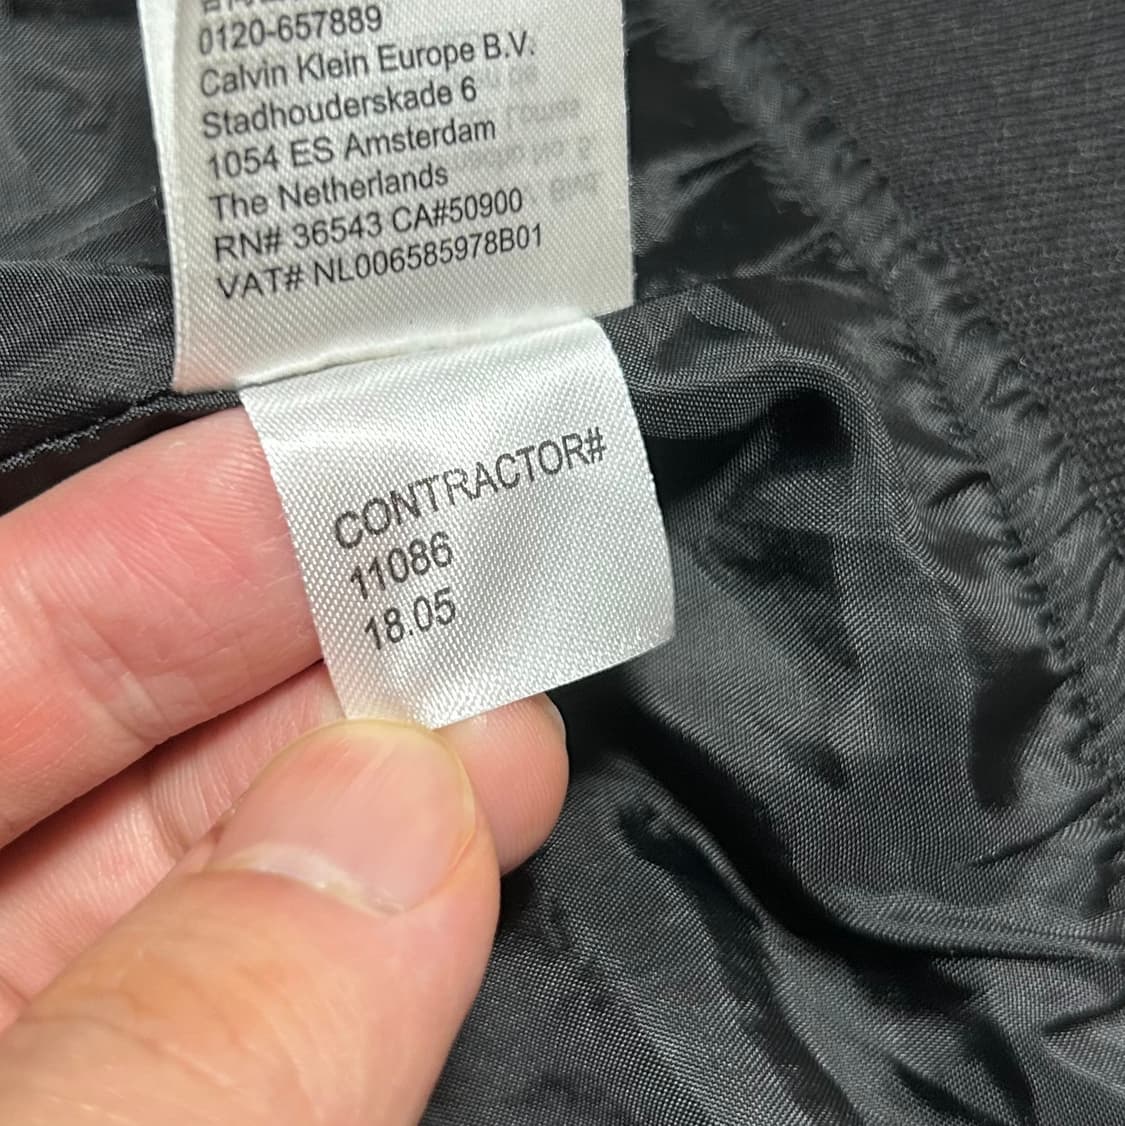 0120-657889
Calvin Klein Europe B.V.
Stadhouderskade 6
1054 ES Amsterdam
The Netherlands
RN# 36543 CA#50900
VAT# NL006585978B01
CONTRACTOR#
11086
18.05